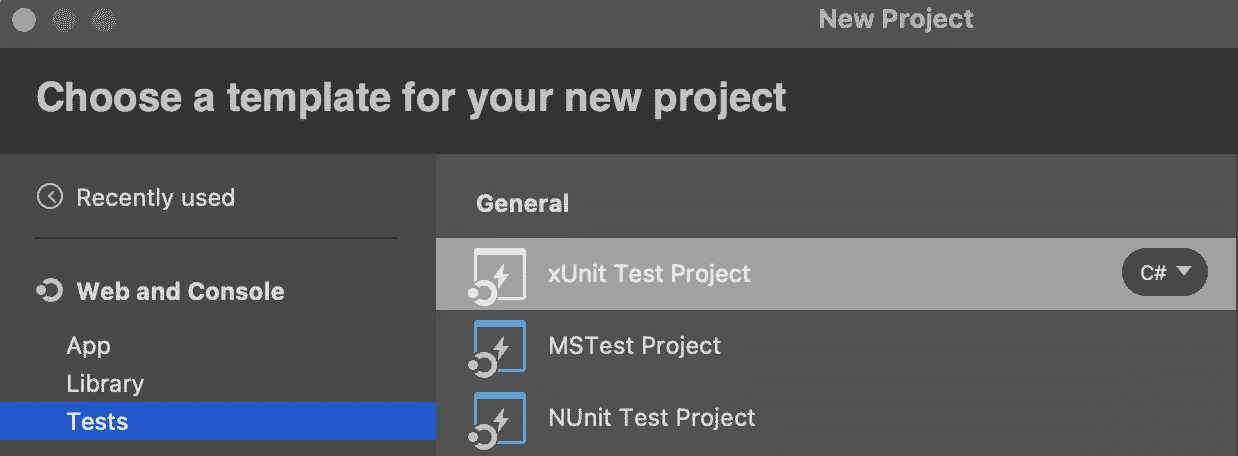 New Project
Choose a template for your new project
Recently used
Web and Console
App
Library
Tests
General
xUnit Test Project
C#
MSTest Project
NUnit Test Project